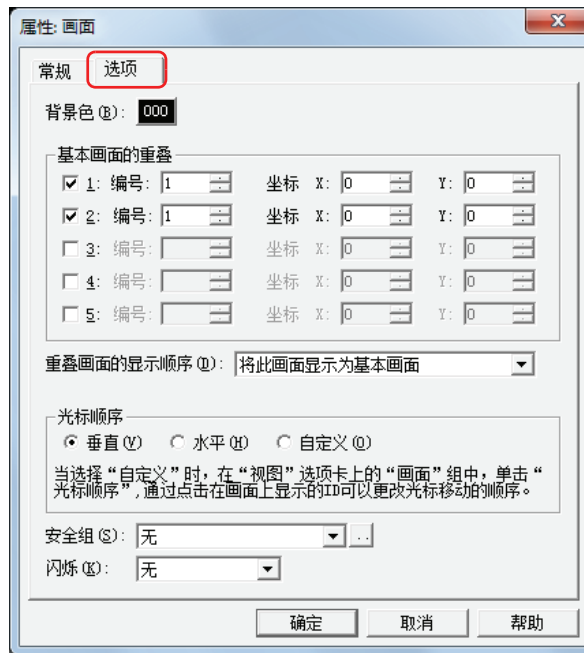 属性: 画面
常规 选项
背景色(B): 000
基本画面的重叠
1: 编号: 1 坐标 X: 0 Y: 0
2: 编号: 1 坐标 X: 0 Y: 0
3: 编号: 坐标 X: 0 Y: 0
4: 编号: 坐标 X: 0 Y: 0
5: 编号: 坐标 X: 0 Y: 0
重叠画面的显示顺序(D): 将此画面显示为基本画面
光标顺序
垂直(V) 水平(H) 自定义(O)
当选择“自定义”时，在“视图”选项卡上的“画面”组中，单击“
光标顺序”,通过点击在画面上显示的ID可以更改光标移动的顺序。
安全组(S): 无 ..
闪烁(K): 无
确定 取消 帮助